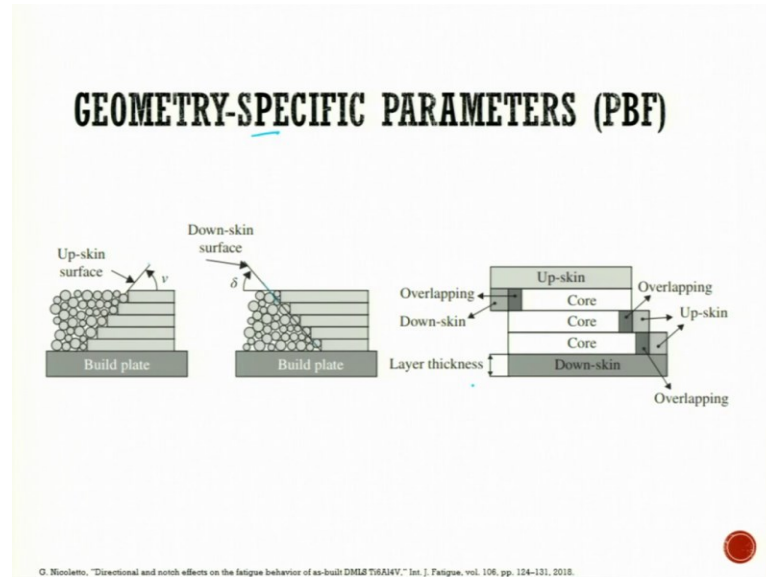 GEOMETRY-SPECIFIC PARAMETERS (PBF)
Up-skin
surface
ν
Build plate
Down-skin
surface
δ
Build plate
Up-skin
Overlapping
Core
Overlapping
Down-skin
Core
Up-skin
Core
Layer thickness
Down-skin
Overlapping
G. Nicoletto, "Directional and notch effects on the fatigue behavior of as-built DMLS Ti6Al4V," Int. J. Fatigue, vol. 106, pp. 124–131, 2018.